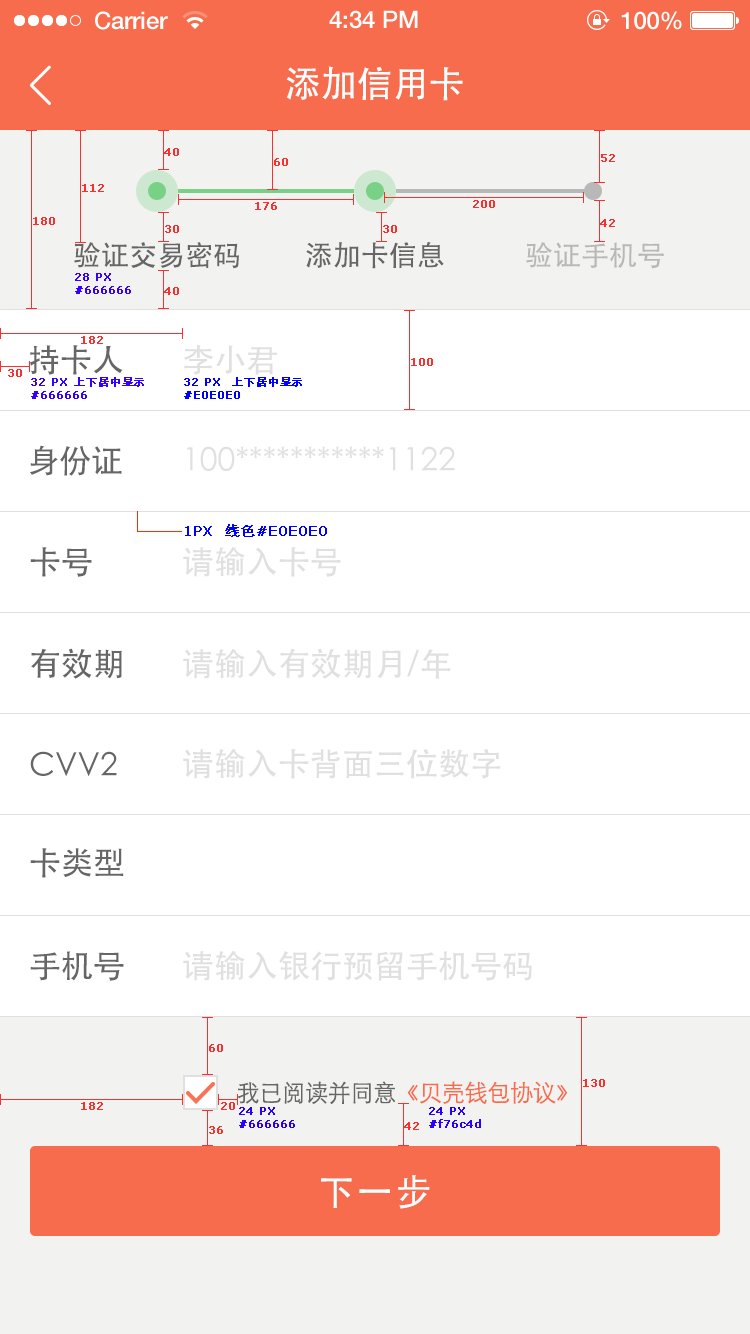 Carrier 4:34 PM 100%
添加信用卡
40
60
52
112
180
176
200
30
30
42
验证交易密码 添加卡信息 验证手机号
28 PX
#666666
40
182
30
100
持卡人 李小君
32 PX 上下居中显示 32 PX 上下居中显示
#666666 #E0E0E0
身份证 100***********1122
1PX 线色#E0E0E0
卡号 请输入卡号
有效期 请输入有效期月/年
CVV2 请输入卡背面三位数字
卡类型
手机号 请输入银行预留手机号码
60
130
我已阅读并同意《贝壳钱包协议》
182
20
24 PX 24 PX
#666666 #f76c4d
36
42
下一步